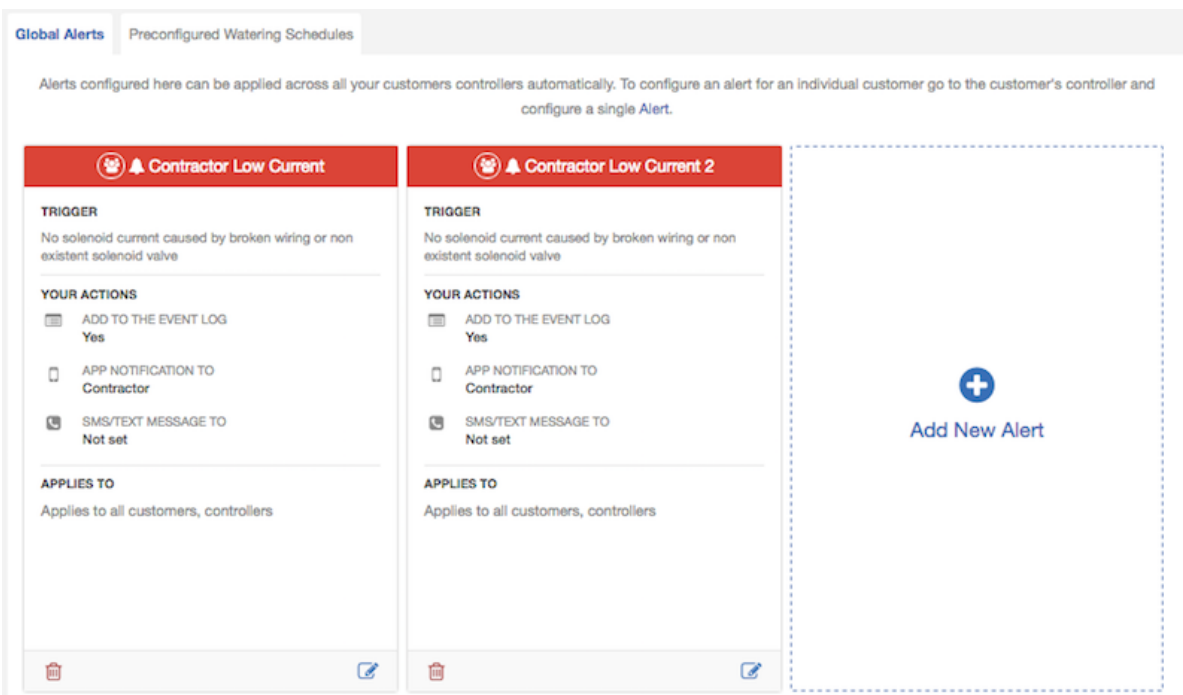 Global Alerts
Preconfigured Watering Schedules
Alerts configured here can be applied across all your customers controllers automatically. To configure an alert for an individual customer go to the customer's controller and
configure a single Alert.
Contractor Low Current
TRIGGER
No solenoid current caused by broken wiring or non
existent solenoid valve
YOUR ACTIONS
ADD TO THE EVENT LOG
Yes
APP NOTIFICATION TO
Contractor
SMS/TEXT MESSAGE TO
Not set
APPLIES TO
Applies to all customers, controllers
Contractor Low Current 2
TRIGGER
No solenoid current caused by broken wiring or non
existent solenoid valve
YOUR ACTIONS
ADD TO THE EVENT LOG
Yes
APP NOTIFICATION TO
Contractor
SMS/TEXT MESSAGE TO
Not set
APPLIES TO
Applies to all customers, controllers
Add New Alert